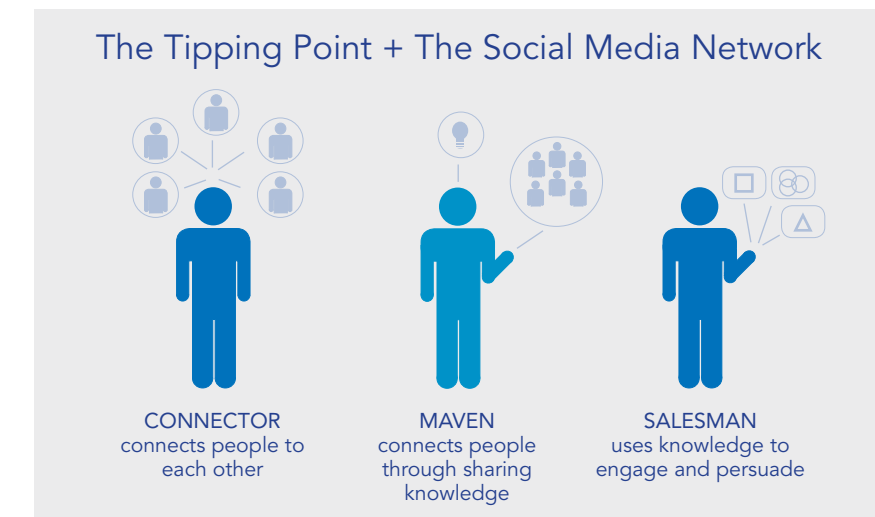 The Tipping Point + The Social Media Network
CONNECTOR
connects people to
each other
MAVEN
connects people
through sharing
knowledge
SALESMAN
uses knowledge to
engage and persuade